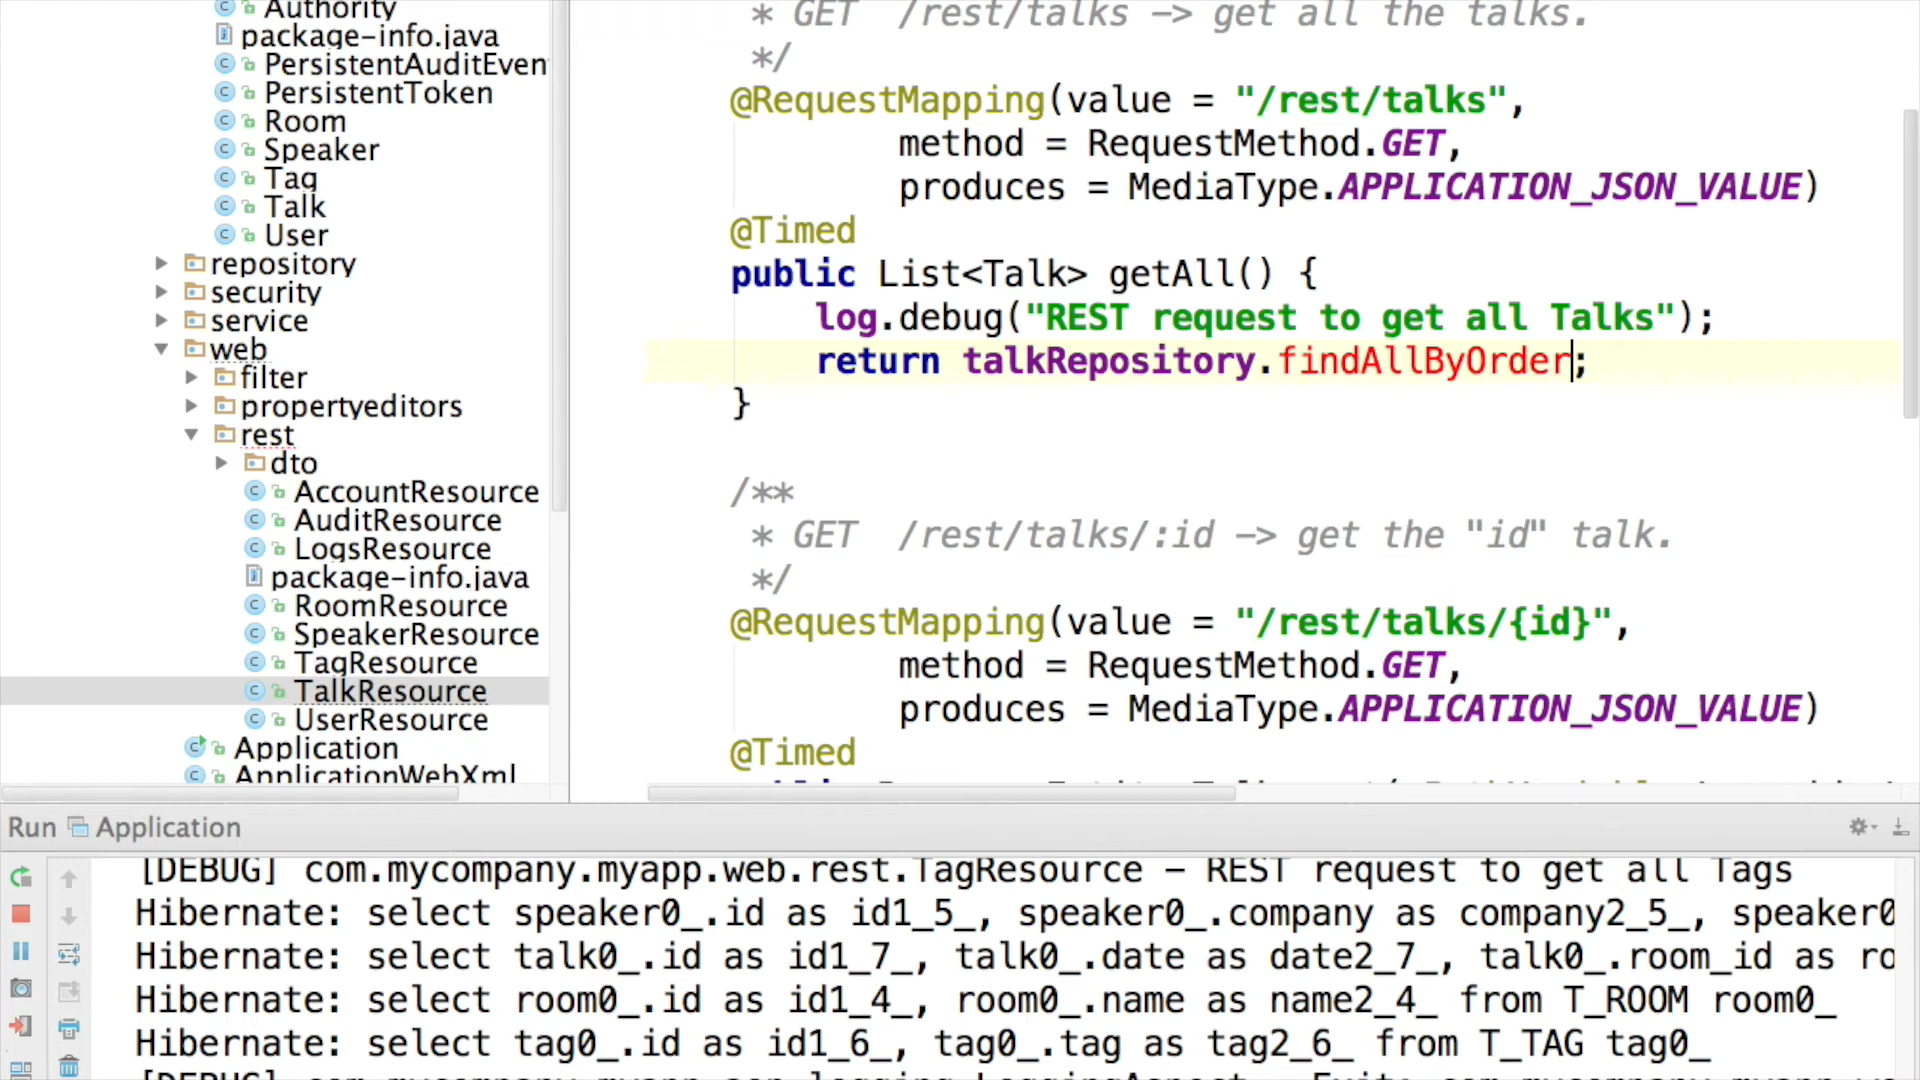 Authority
package-info.java
PersistentAuditEven
PersistentToken
Room
Speaker
Tag
Talk
User
repository
security
service
web
filter
propertyeditors
rest
dto
AccountResource
AuditResource
LogsResource
package-info.java
RoomResource
SpeakerResource
TagResource
TalkResource
UserResource
Application
ApplicationWebXml
* GET  /rest/talks -> get all the talks.
*/
@RequestMapping(value = "/rest/talks",
method = RequestMethod.GET,
produces = MediaType.APPLICATION_JSON_VALUE)
@Timed
public List<Talk> getAll() {
log.debug("REST request to get all Talks");
return talkRepository.findAllByOrder;
}
/**
* GET  /rest/talks/:id -> get the "id" talk.
*/
@RequestMapping(value = "/rest/talks/{id}",
method = RequestMethod.GET,
produces = MediaType.APPLICATION_JSON_VALUE)
@Timed
Run Application
[DEBUG] com.mycompany.myapp.web.rest.TagResource - REST request to get all Tags
Hibernate: select speaker0_.id as id1_5_, speaker0_.company as company2_5_, speaker0
Hibernate: select talk0_.id as id1_7_, talk0_.date as date2_7_, talk0_.room_id as ro
Hibernate: select room0_.id as id1_4_, room0_.name as name2_4_ from T_ROOM room0_
Hibernate: select tag0_.id as id1_6_, tag0_.tag as tag2_6_ from T_TAG tag0_